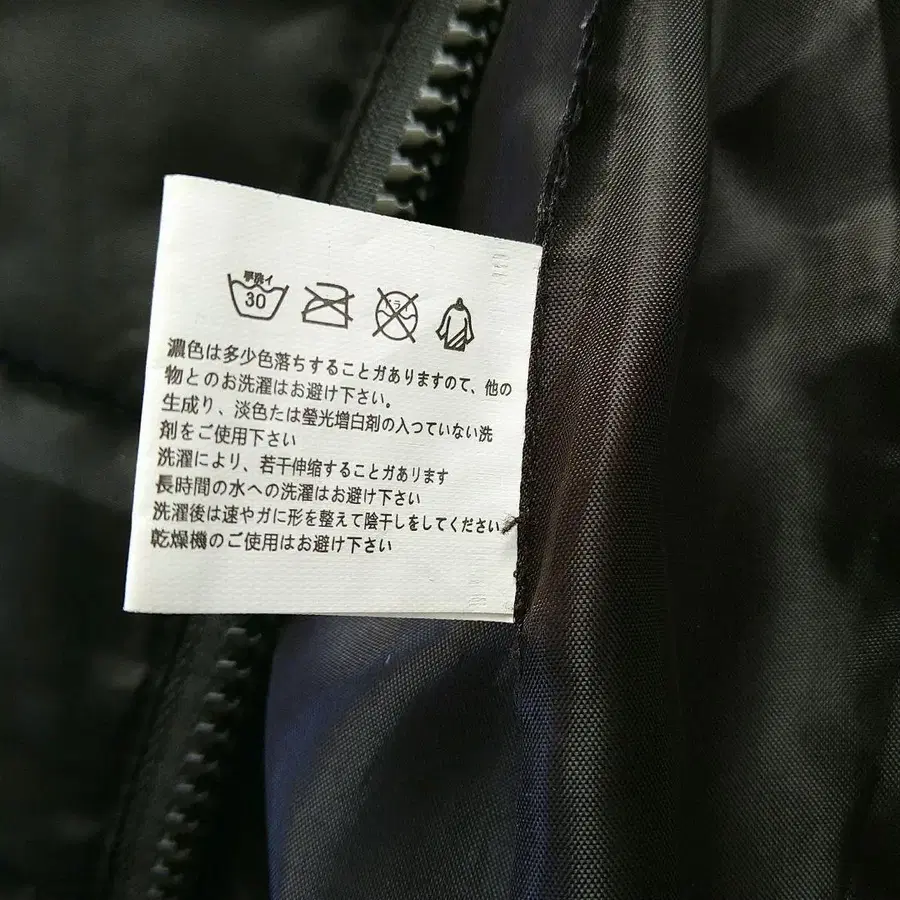 30
ドラ
濃色は多少色落ちすることガありますので、他の
物とのお洗濯はお避け下さい。
生成り、淡色たは螢光増白剤の入つていない洗
剤をご使用下さい
洗濯により、若干伸縮することガあります
長時間の水への洗濯はお避け下さい
洗濯後は速やガに形を整えて陰干しをしてください。
乾燥機のご使用はお避け下さい